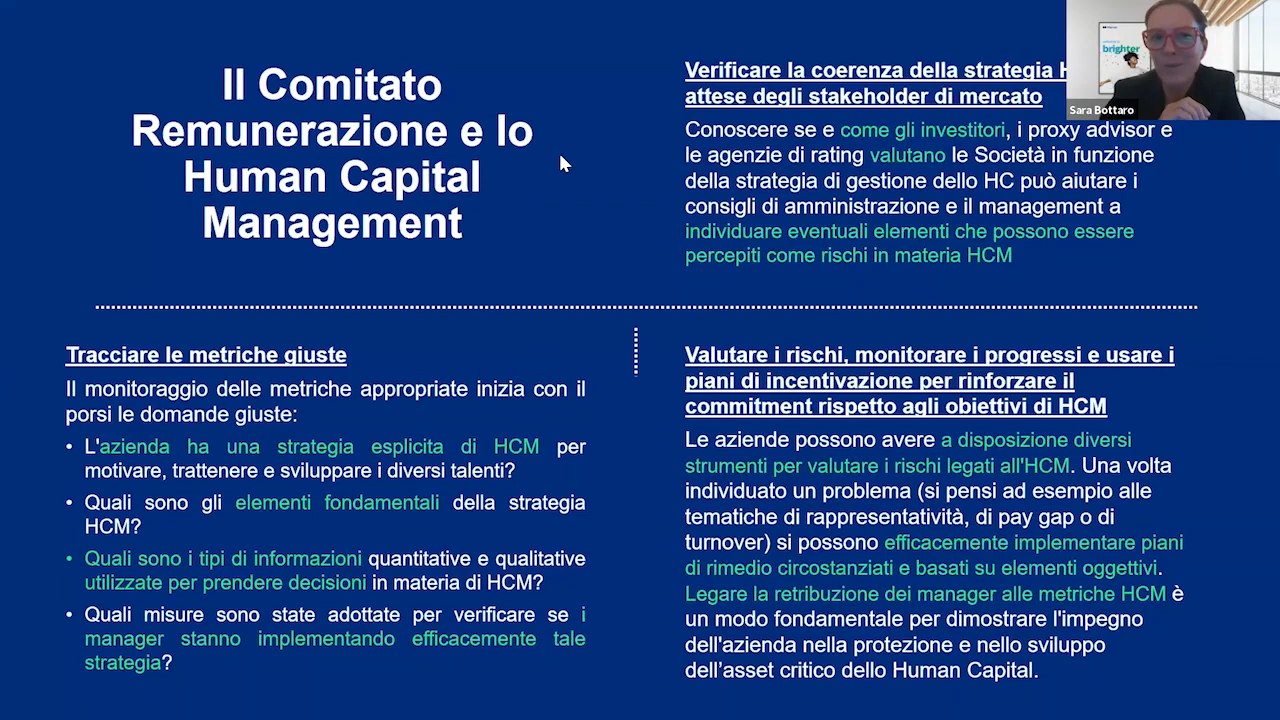 Il Comitato
Remunerazione e lo
Human Capital
Management
Verificare la coerenza della strategia
attese degli stakeholder di mercato
Conoscere se e come gli investitori, i proxy advisor e
le agenzie di rating valutano le Società in funzione
della strategia di gestione dello HC può aiutare i
consigli di amministrazione e il management a
individuare eventuali elementi che possono essere
percepiti come rischi in materia HCM
brighter
Sara Bottaro
Tracciare le metriche giuste
Il monitoraggio delle metriche appropriate inizia con il
porsi le domande giuste:
• L'azienda ha una strategia esplicita di HCM per
motivare, trattenere e sviluppare i diversi talenti?
• Quali sono gli elementi fondamentali della strategia
HCM?
• Quali sono i tipi di informazioni quantitative e qualitative
utilizzate per prendere decisioni in materia di HCM?
• Quali misure sono state adottate per verificare se i
manager stanno implementando efficacemente tale
strategia?
Valutare i rischi, monitorare i progressi e usare i
piani di incentivazione per rinforzare il
commitment rispetto agli obiettivi di HCM
Le aziende possono avere a disposizione diversi
strumenti per valutare i rischi legati all'HCM. Una volta
individuato un problema (si pensi ad esempio alle
tematiche di rappresentatività, di pay gap o di
turnover) si possono efficacemente implementare piani
di rimedio circostanziati e basati su elementi oggettivi.
Legare la retribuzione dei manager alle metriche HCM è
un modo fondamentale per dimostrare l'impegno
dell'azienda nella protezione e nello sviluppo
dell’asset critico dello Human Capital.